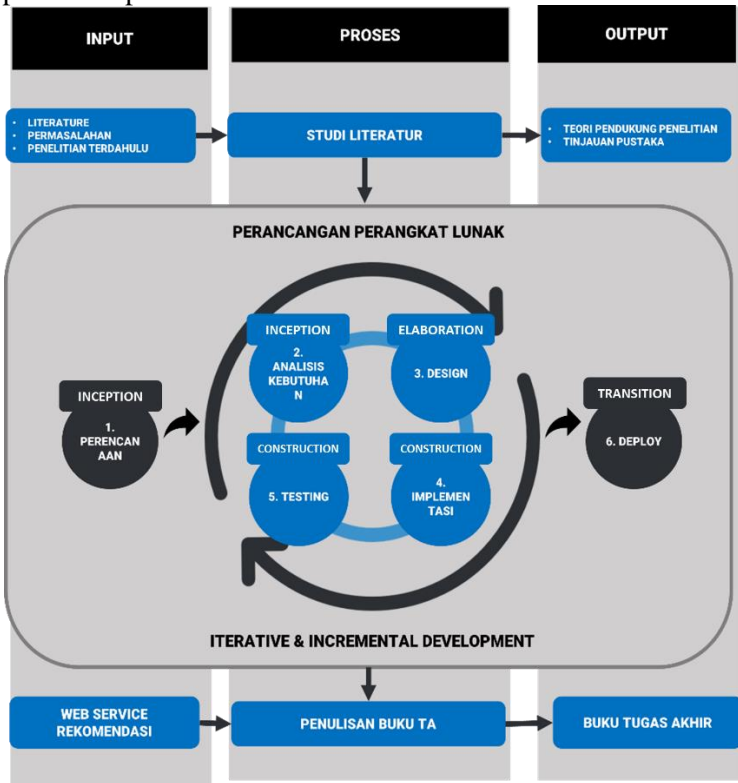 INPUT
PROSES
OUTPUT
• LITERATURE
• PERMASALAHAN
• PENELITIAN TERDAHULU
STUDI LITERATUR
• TEORI PENDUKUNG PENELITIAN
• TINJAUAN PUSTAKA
PERANCANGAN PERANGKAT LUNAK
INCEPTION
1.
PERENCAN
AAN
INCEPTION
2.
ANALISIS
KEBUTUHA
N
ELABORATION
3. DESIGN
CONSTRUCTION
5. TESTING
CONSTRUCTION
4.
IMPLEMEN
TASI
TRANSITION
6. DEPLOY
ITERATIVE & INCREMENTAL DEVELOPMENT
WEB SERVICE
REKOMENDASI
PENULISAN BUKU TA
BUKU TUGAS AKHIR